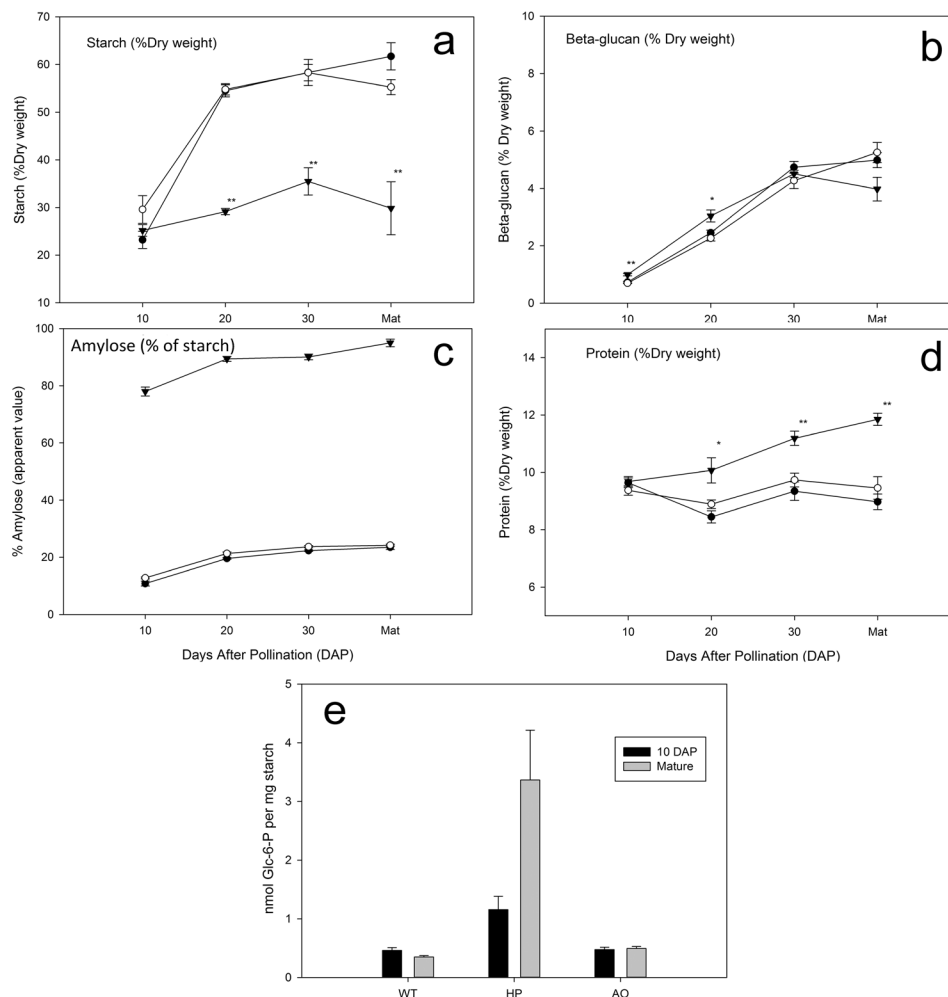 a
Starch (%Dry weight)
Starch (%Dry weight)
70
60
50
40
30
20
10
**
**
**
10 20 30 Mat
b
Beta-glucan (% Dry weight)
Beta-glucan (% Dry weight)
10
8
6
4
2
0
**
*
10 20 30 Mat
c
Amylose (% of starch)
% Amylose (apparent value)
100
80
60
40
20
0
10 20 30 Mat
Days After Pollination (DAP)
d
Protein (%Dry weight)
Protein (%Dry weight)
14
12
10
8
6
*
**
**
10 20 30 Mat
Days After Pollination (DAP)
e
nmol Glc-6-P per mg starch
5
4
3
2
1
0
10 DAP
Mature
WT HP AO